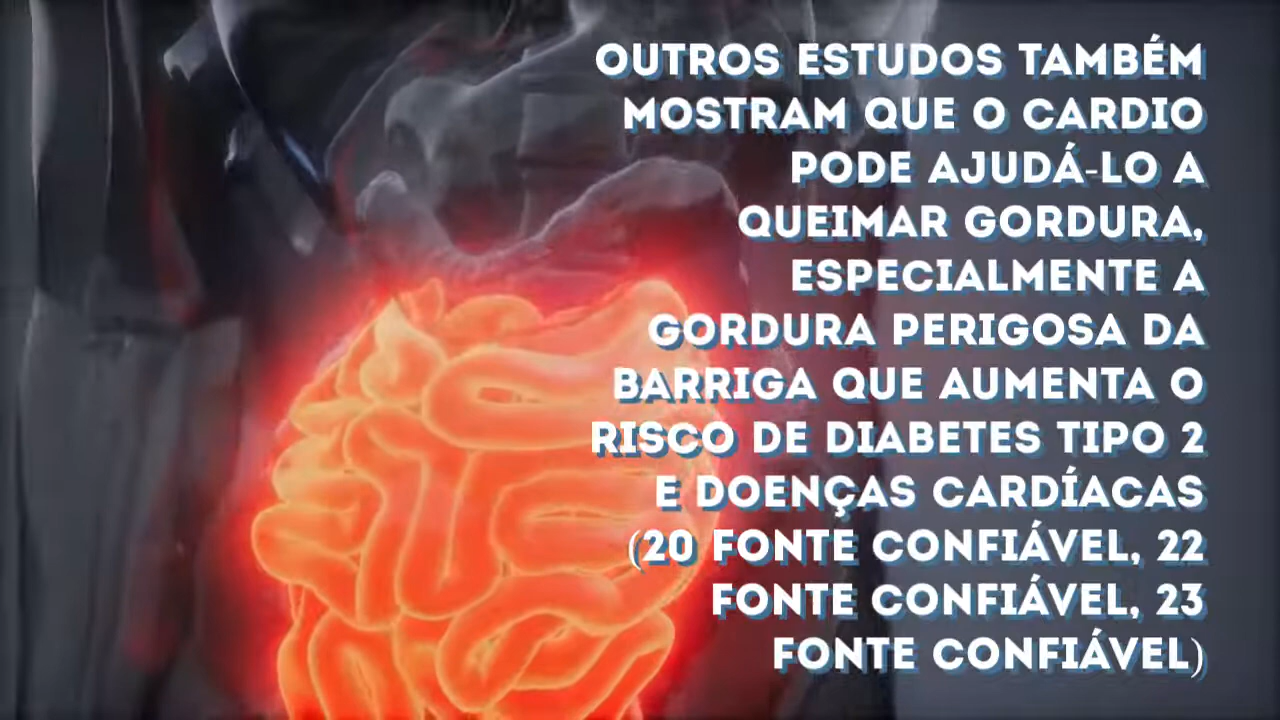 OUTROS ESTUDOS TAMBÉM
MOSTRAM QUE O CARDIO
PODE AJUDÁ-LO A
QUEIMAR GORDURA,
ESPECIALMENTE A
GORDURA PERIGOSA DA
BARRIGA QUE AUMENTA O
RISCO DE DIABETES TIPO 2
E DOENÇAS CARDÍACAS
(20 FONTE CONFIÁVEL, 22
FONTE CONFIÁVEL, 23
FONTE CONFIÁVEL)